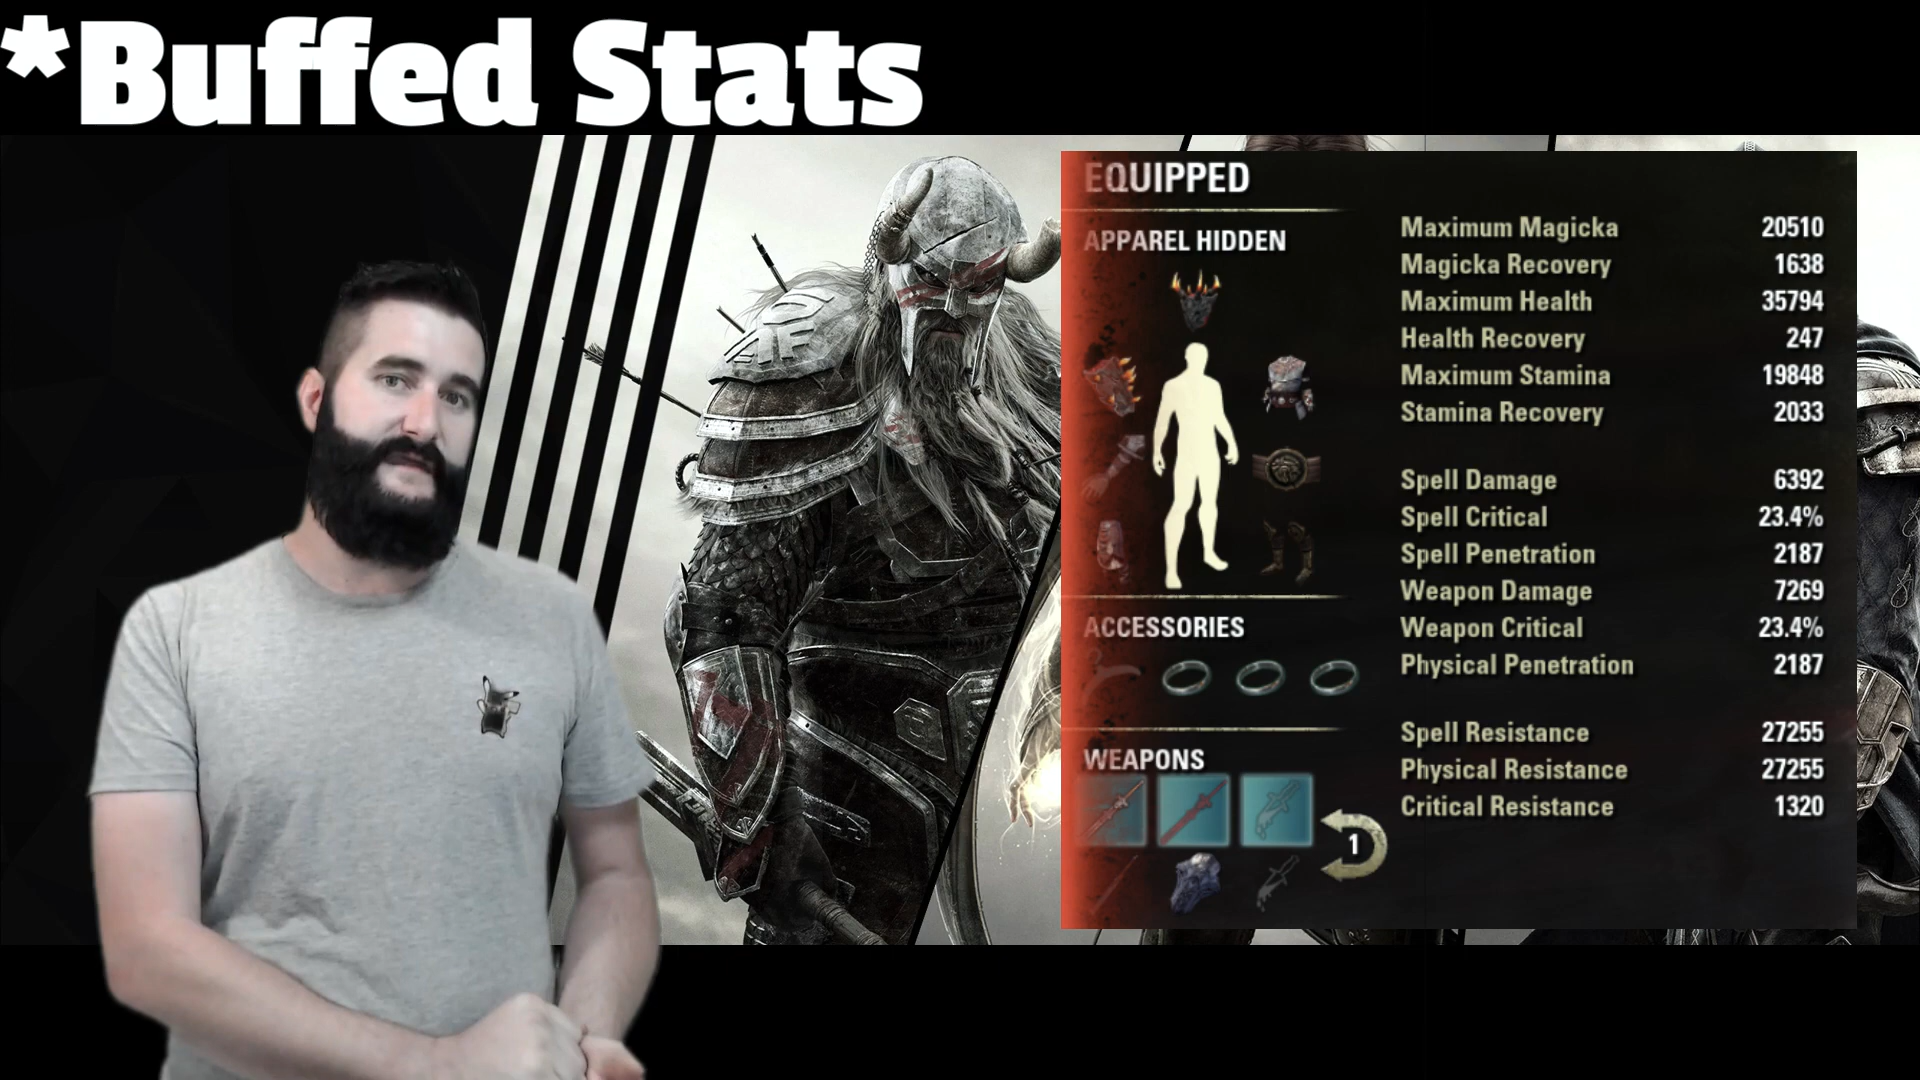 *Buffed Stats
EQUIPPED
APPAREL HIDDEN
ACCESSORIES
WEAPONS
1
Maximum Magicka 20510
Magicka Recovery 1638
Maximum Health 35794
Health Recovery 247
Maximum Stamina 19848
Stamina Recovery 2033
Spell Damage 6392
Spell Critical 23.4%
Spell Penetration 2187
Weapon Damage 7269
Weapon Critical 23.4%
Physical Penetration 2187
Spell Resistance 27255
Physical Resistance 27255
Critical Resistance 1320